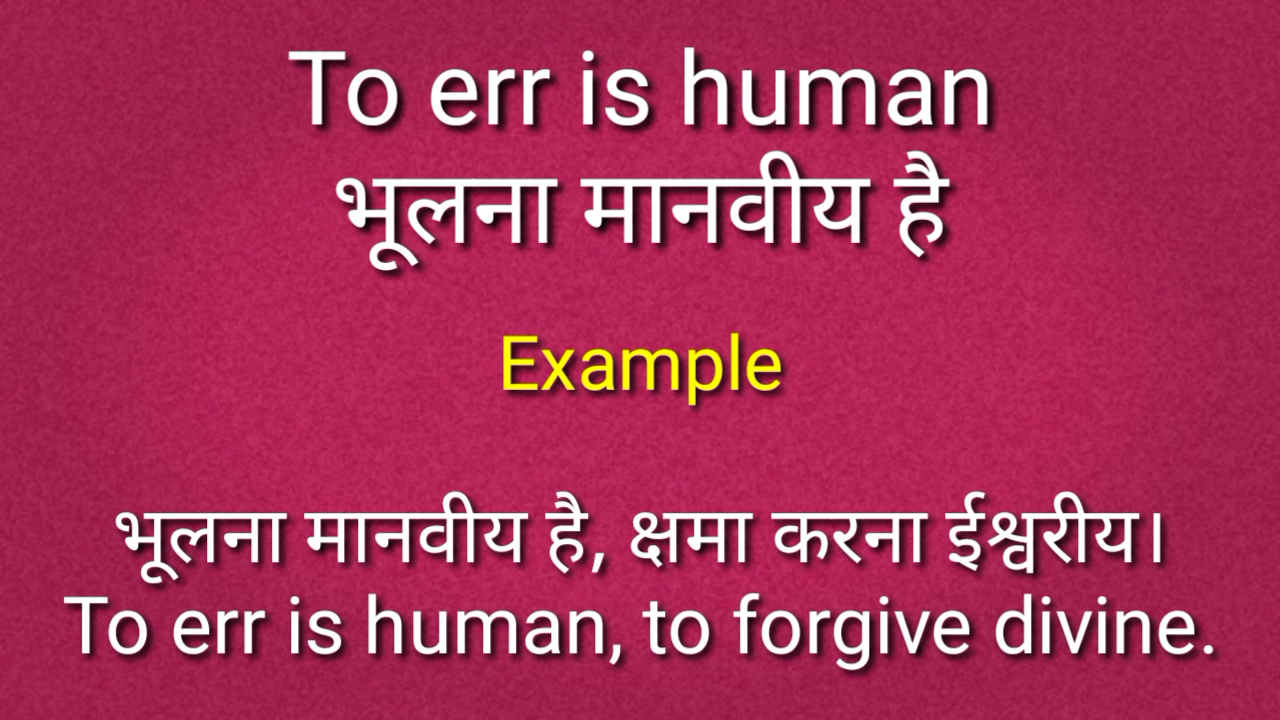 To err is human
भूलना मानवीय है
Example
भूलना मानवीय है, क्षमा करना ईश्वरीय।
To err is human, to forgive divine.